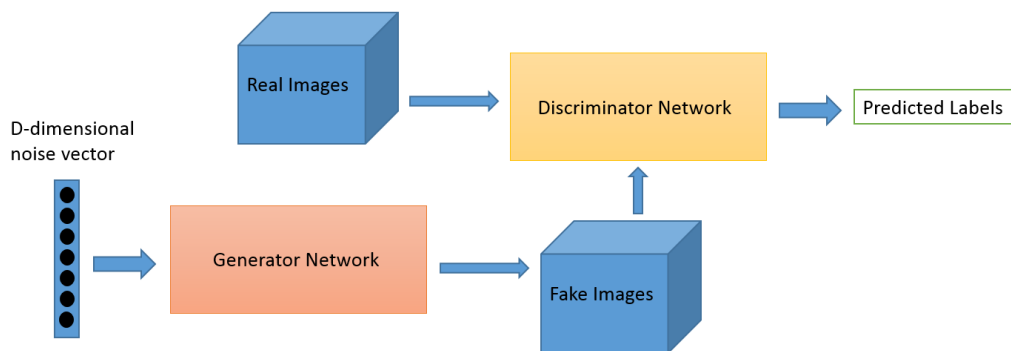 Real Images
Discriminator Network
Predicted Labels
D-dimensional
noise vector
Generator Network
Fake Images